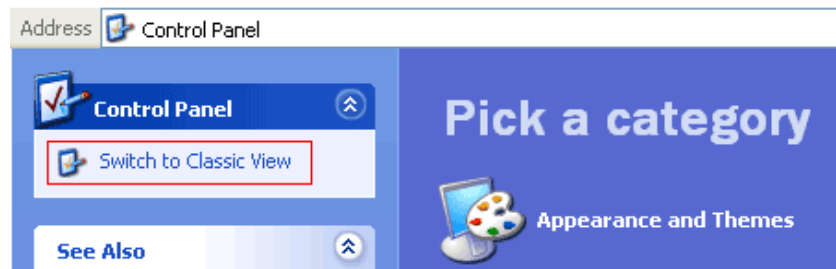 Address Control Panel
Control Panel
Switch to Classic View
See Also
Pick a category
Appearance and Themes